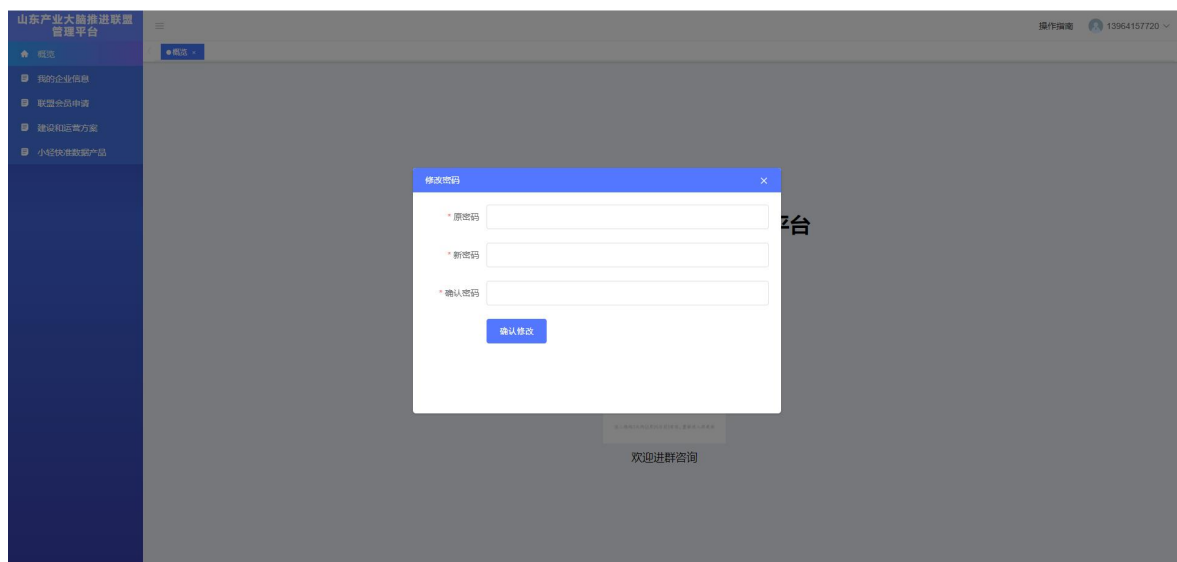 山东产业大脑推进联盟
管理平台
操作指南
13964157720
概览
概览 ×
我的企业信息
联盟会员申请
建设和运营方案
小轻快准数据产品
修改密码 ×
* 原密码
平台
* 新密码
* 确认密码
确认修改
欢迎进群咨询